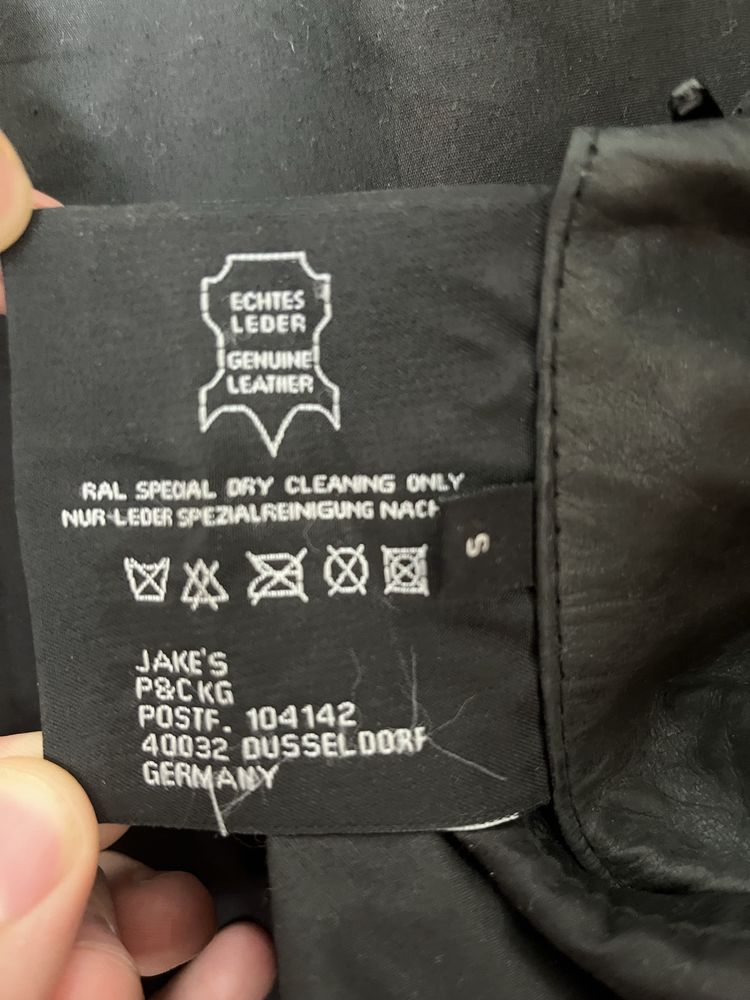 ECHTES
LEDER
GENUINE
LEATHER
RAL SPECIAL DRY CLEANING ONLY
NUR LEDER SPEZIALREINIGUNG NACH
S
JAKE'S
P&C KG
POSTF. 104142
40032 DUSSELDORF
GERMANY